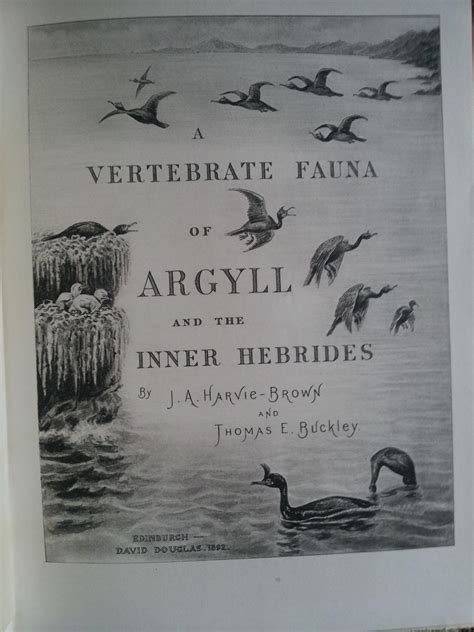 A
VERTEBRATE FAUNA
OF
ARGYLL
AND THE
INNER HEBRIDES
By J. A. HARVIE-BROWN
AND
THOMAS E. BUCKLEY.
EDINBURGH —
DAVID DOUGLAS. 1892.